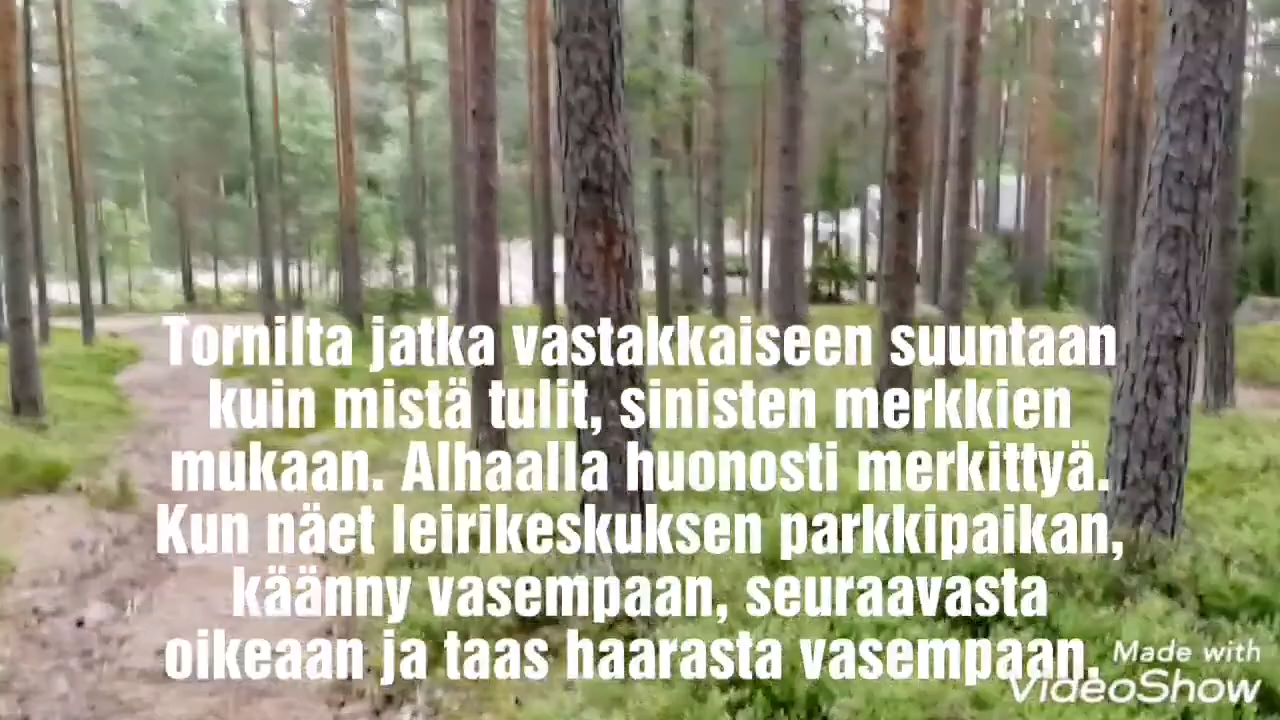 Tornilta jatka vastakkaiseen suuntaan
kuin mistä tulit, sinisten merkkien
mukaan. Alhaalla huonosti merkittyä.
Kun näet leirikeskuksen parkkipaikan,
käänny vasempaan, seuraavasta
oikeaan ja taas haarasta vasempaan.
Made with
VideoShow